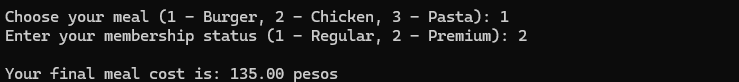 Choose your meal (1 - Burger, 2 - Chicken, 3 - Pasta): 1
Enter your membership status (1 - Regular, 2 - Premium): 2
Your final meal cost is: 135.00 pesos